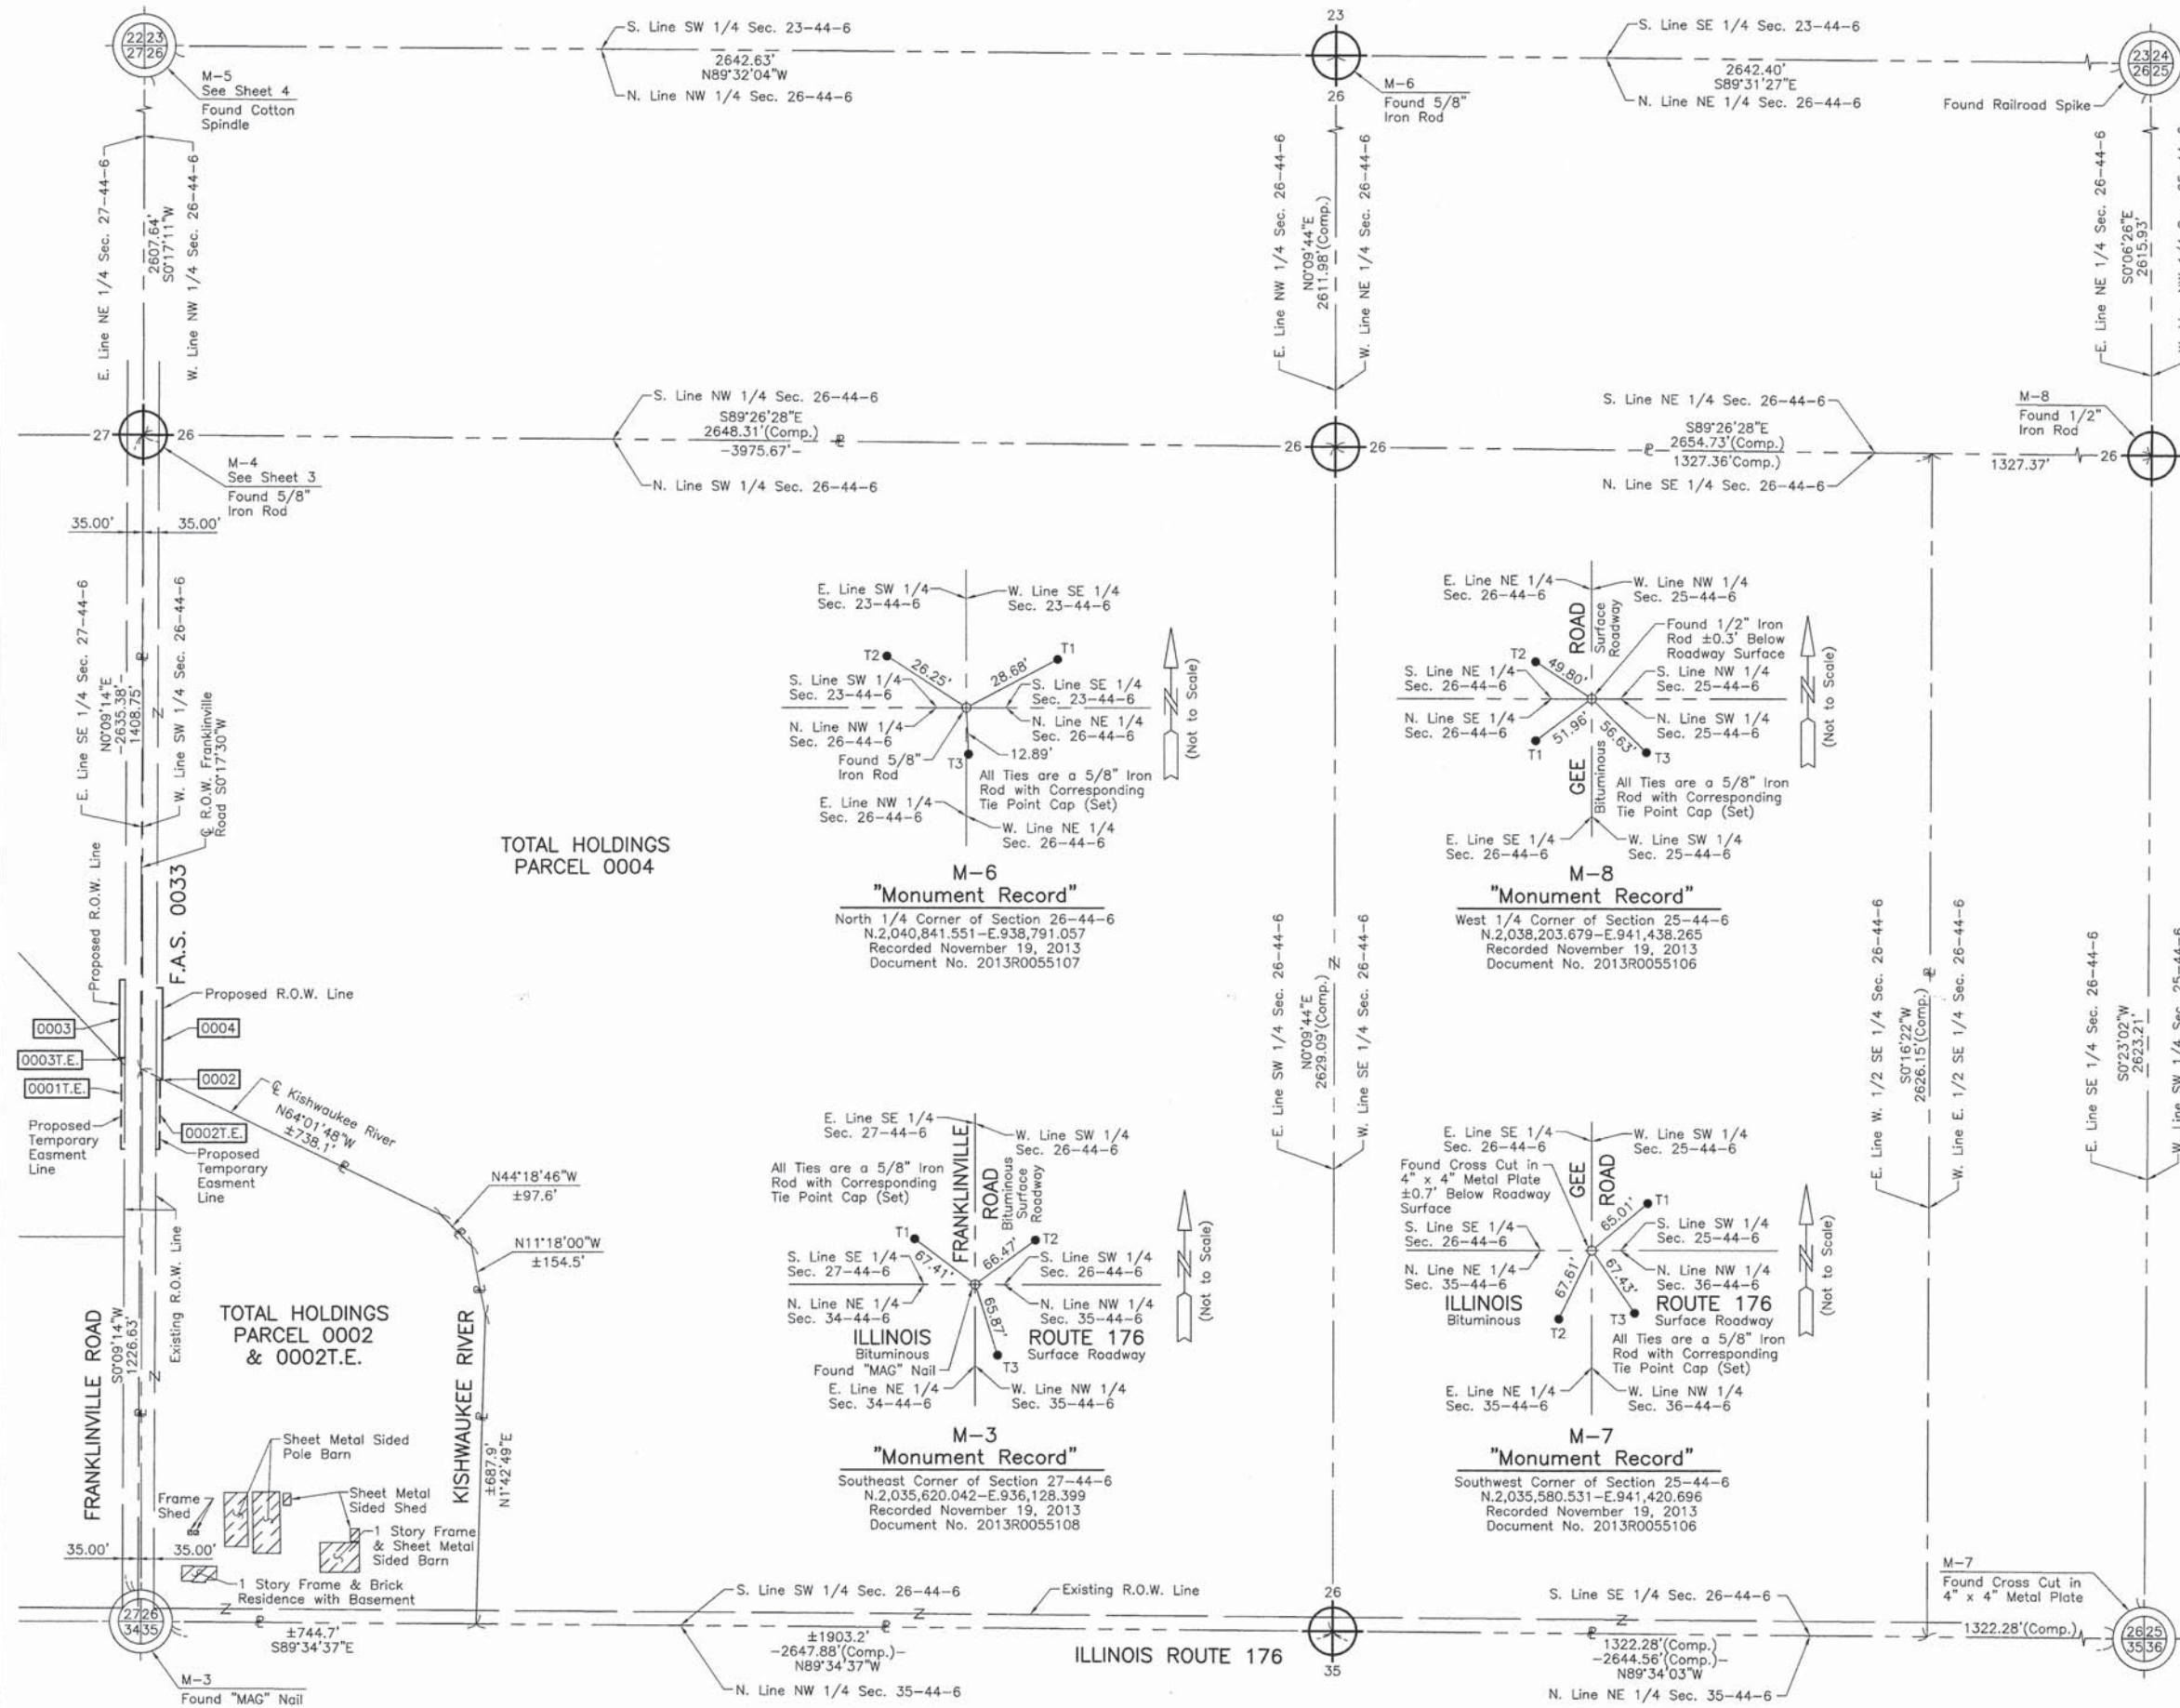 22 23
27 26
M-5
See Sheet 4
Found Cotton
Spindle
S. Line SW 1/4 Sec. 23-44-6
2642.63'
N89°32'04"W
N. Line NW 1/4 Sec. 26-44-6
23
26
M-6
Found 5/8"
Iron Rod
S. Line SE 1/4 Sec. 23-44-6
2642.40'
S89°31'27"E
N. Line NE 1/4 Sec. 26-44-6
Found Railroad Spike
23 24
26 25
E. Line NE 1/4 Sec. 27-44-6
2607.64'
S0°17'11"W
W. Line NW 1/4 Sec. 26-44-6
E. Line NW 1/4 Sec. 26-44-6
N0°09'44"E
2611.98'(Comp.)
W. Line NE 1/4 Sec. 26-44-6
E. Line NE 1/4 Sec. 26-44-6
S0°06'26"E
2615.93'
27
26
M-4
See Sheet 3
Found 5/8"
Iron Rod
S. Line NW 1/4 Sec. 26-44-6
S89°26'28"E
2648.31'(Comp.)
-3975.67'-
N. Line SW 1/4 Sec. 26-44-6
26
26
S. Line NE 1/4 Sec. 26-44-6
S89°26'28"E
2654.73'(Comp.)
1327.36'Comp.)
N. Line SE 1/4 Sec. 26-44-6
M-8
Found 1/2"
Iron Rod
1327.37'
26
35.00'
35.00'
E. Line SE 1/4 Sec. 27-44-6
N0°09'14"E
-2635.38'-
1408.75'
W. Line SW 1/4 Sec. 26-44-6
℄ R.O.W. Frankinville
Road S0°17'30"W
Proposed R.O.W. Line
F.A.S. 0033
Proposed R.O.W. Line
0003
0004
0003T.E.
0001T.E.
0002
Proposed
Temporary
Easment
Line
0002T.E.
Proposed
Temporary
Easment
Line
℄ Kishwaukee River
N64°01'48"W
±738.1'
N44°18'46"W
±97.6'
N11°18'00"W
±154.5'
TOTAL HOLDINGS
PARCEL 0004
E. Line SW 1/4
Sec. 23-44-6
W. Line SE 1/4
Sec. 23-44-6
T2
26.25'
28.68'
T1
S. Line SW 1/4
Sec. 23-44-6
S. Line SE 1/4
Sec. 23-44-6
N. Line NW 1/4
Sec. 26-44-6
N. Line NE 1/4
Sec. 26-44-6
Found 5/8"
Iron Rod
T3
12.89'
All Ties are a 5/8" Iron
Rod with Corresponding
Tie Point Cap (Set)
E. Line NW 1/4
Sec. 26-44-6
W. Line NE 1/4
Sec. 26-44-6
N
(Not to Scale)
M-6
"Monument Record"
North 1/4 Corner of Section 26-44-6
N.2,040,841.551-E.938,791.057
Recorded November 19, 2013
Document No. 2013R0055107
E. Line NE 1/4
Sec. 26-44-6
W. Line NW 1/4
Sec. 25-44-6
ROAD
Surface
Roadway
Found 1/2" Iron
Rod ±0.3' Below
Roadway Surface
T2
49.80'
S. Line NE 1/4
Sec. 26-44-6
S. Line NW 1/4
Sec. 25-44-6
N. Line SE 1/4
Sec. 26-44-6
N. Line SW 1/4
Sec. 25-44-6
51.96'
56.63'
T1
T3
GEE
Bituminous
All Ties are a 5/8" Iron
Rod with Corresponding
Tie Point Cap (Set)
E. Line SE 1/4
Sec. 26-44-6
W. Line SW 1/4
Sec. 25-44-6
N
(Not to Scale)
M-8
"Monument Record"
West 1/4 Corner of Section 25-44-6
N.2,038,203.679-E.941,438.265
Recorded November 19, 2013
Document No. 2013R0055106
E. Line SW 1/4 Sec. 26-44-6
N0°09'44"E
2629.09'(Comp.)
W. Line SE 1/4 Sec. 26-44-6
E. Line W. 1/2 SE 1/4 Sec. 26-44-6
S0°16'22"W
2626.15'(Comp.)
W. Line E. 1/2 SE 1/4 Sec. 26-44-6
E. Line SE 1/4 Sec. 26-44-6
S0°23'02"W
2623.21'
W. Line SW 1/4 Sec. 25-44-6
E. Line SE 1/4
Sec. 27-44-6
W. Line SW 1/4
Sec. 26-44-6
All Ties are a 5/8" Iron
Rod with Corresponding
Tie Point Cap (Set)
FRANKLINVILLE
ROAD
Bituminous
Surface
Roadway
T1
67.41'
66.47'
T2
S. Line SE 1/4
Sec. 27-44-6
S. Line SW 1/4
Sec. 26-44-6
N. Line NE 1/4
Sec. 34-44-6
N. Line NW 1/4
Sec. 35-44-6
65.87'
ILLINOIS
Bituminous
ROUTE 176
Surface Roadway
Found "MAG" Nail
T3
E. Line NE 1/4
Sec. 34-44-6
W. Line NW 1/4
Sec. 35-44-6
N
(Not to Scale)
M-3
"Monument Record"
Southeast Corner of Section 27-44-6
N.2,035,620.042-E.936,128.399
Recorded November 19, 2013
Document No. 2013R0055108
E. Line SE 1/4
Sec. 26-44-6
W. Line SW 1/4
Sec. 25-44-6
Found Cross Cut in
4" x 4" Metal Plate
±0.7' Below Roadway
Surface
GEE
ROAD
65.01'
T1
S. Line SE 1/4
Sec. 26-44-6
S. Line SW 1/4
Sec. 25-44-6
N. Line NE 1/4
Sec. 35-44-6
N. Line NW 1/4
Sec. 36-44-6
67.61'
67.43'
ILLINOIS
Bituminous
ROUTE 176
Surface Roadway
T2
T3
All Ties are a 5/8" Iron
Rod with Corresponding
Tie Point Cap (Set)
E. Line NE 1/4
Sec. 35-44-6
W. Line NW 1/4
Sec. 36-44-6
N
(Not to Scale)
M-7
"Monument Record"
Southwest Corner of Section 25-44-6
N.2,035,580.531-E.941,420.696
Recorded November 19, 2013
Document No. 2013R0055106
FRANKLINVILLE ROAD
S0°09'14"W
1226.63'
Existing R.O.W. Line
TOTAL HOLDINGS
PARCEL 0002
& 0002T.E.
KISHWAUKEE RIVER
±687.9'
N1°42'49"E
Sheet Metal Sided
Pole Barn
Frame
Shed
Sheet Metal
Sided Shed
1 Story Frame
& Sheet Metal
Sided Barn
35.00'
35.00'
1 Story Frame & Brick
Residence with Basement
27 26
34 35
±744.7'
S89°34'37"E
M-3
Found "MAG" Nail
S. Line SW 1/4 Sec. 26-44-6
Existing R.O.W. Line
±1903.2'
-2647.88'(Comp.)-
N89°34'37"W
N. Line NW 1/4 Sec. 35-44-6
ILLINOIS ROUTE 176
26
35
S. Line SE 1/4 Sec. 26-44-6
1322.28'(Comp.)
-2644.56'(Comp.)-
N89°34'03"W
N. Line NE 1/4 Sec. 35-44-6
M-7
Found Cross Cut in
4" x 4" Metal Plate
1322.28'(Comp.)
26 25
35 36